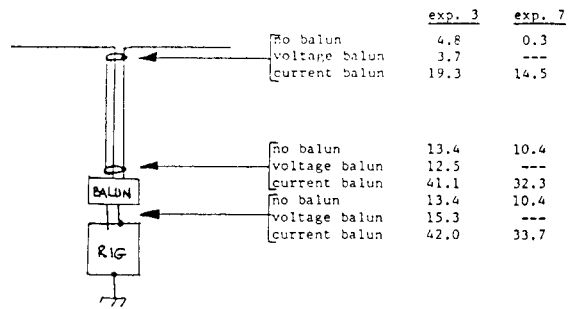 exp. 3 exp. 7
no balun 4.8 0.3
voltage balun 3.7 ---
current balun 19.3 14.5
no balun 13.4 10.4
voltage balun 12.5 ---
current balun 41.1 32.3
no balun 13.4 10.4
voltage balun 15.3 ---
current balun 42.0 33.7
BALUN
RIG